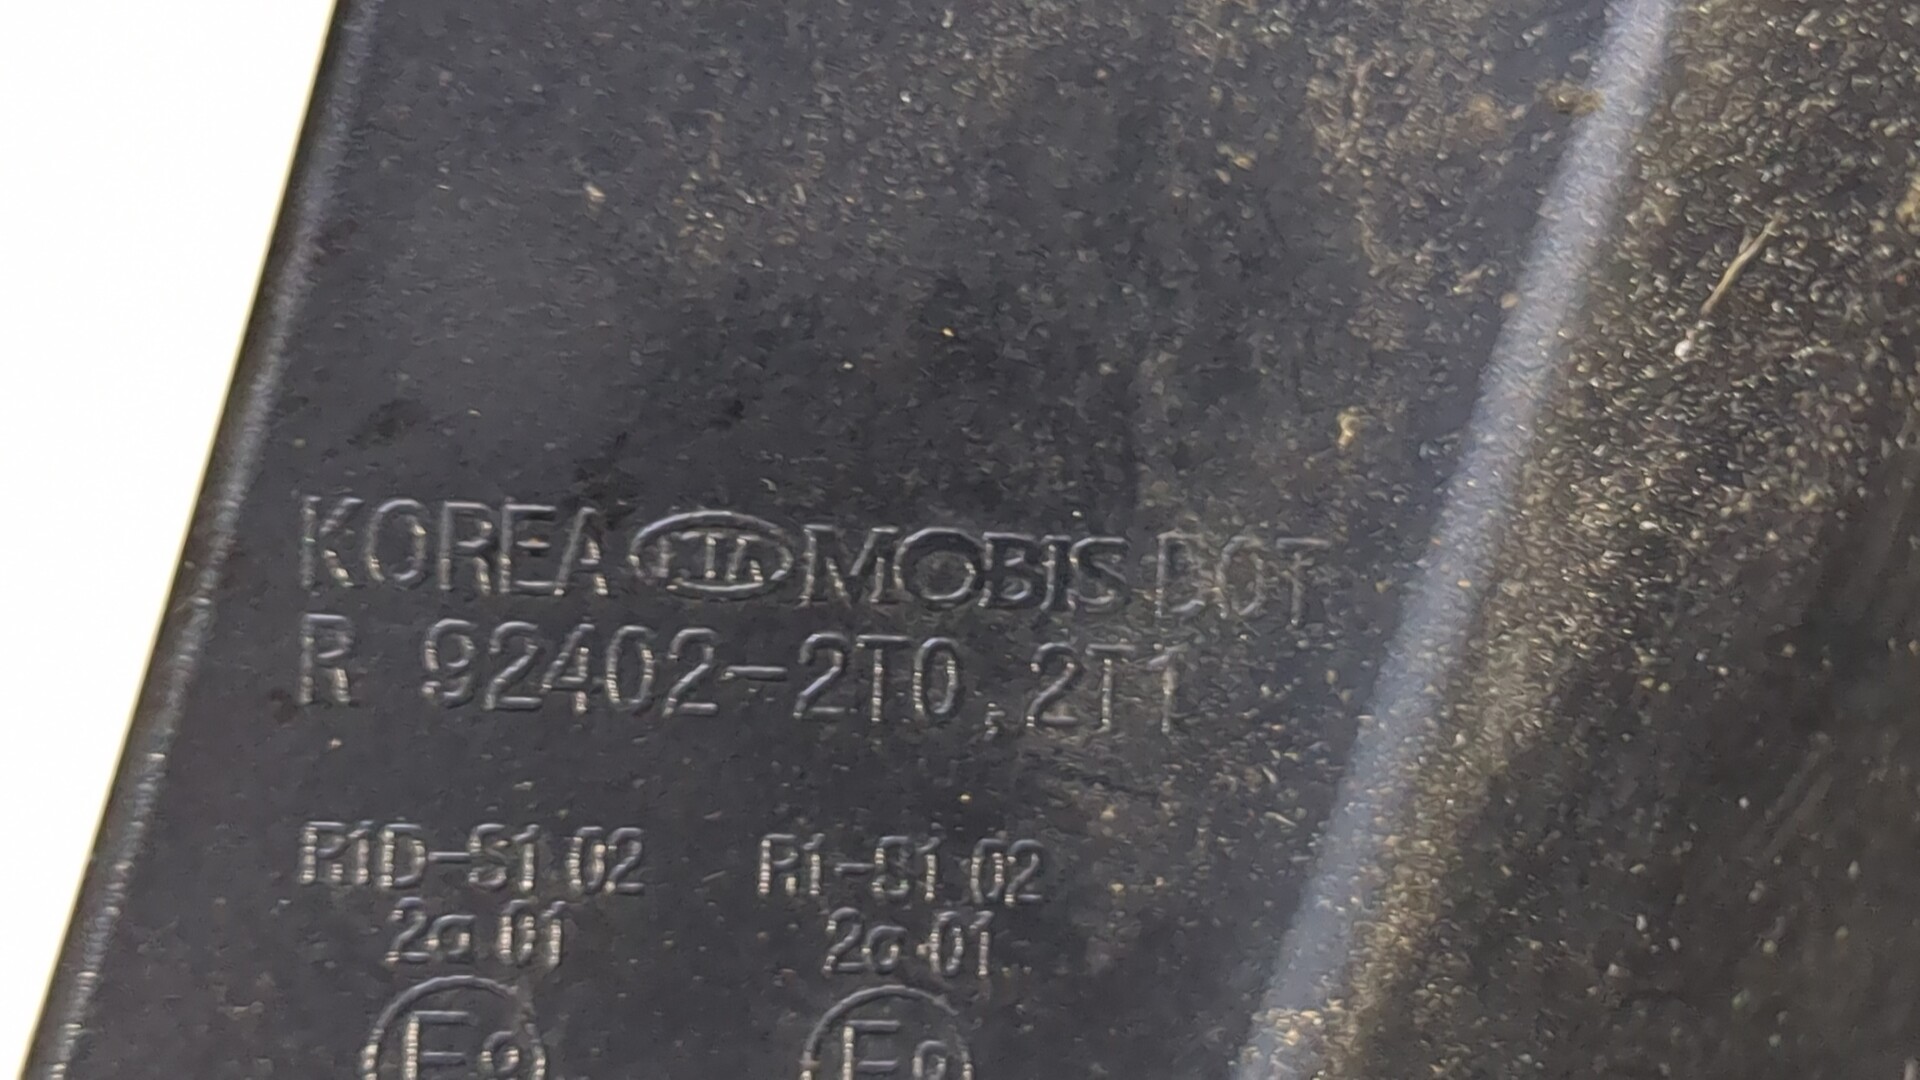 KOREA KIA MOBIS DOT
R 92402-2T0, 2T1
R1D-S1 02 R1-S1 02
2a 01 2a 01
E E